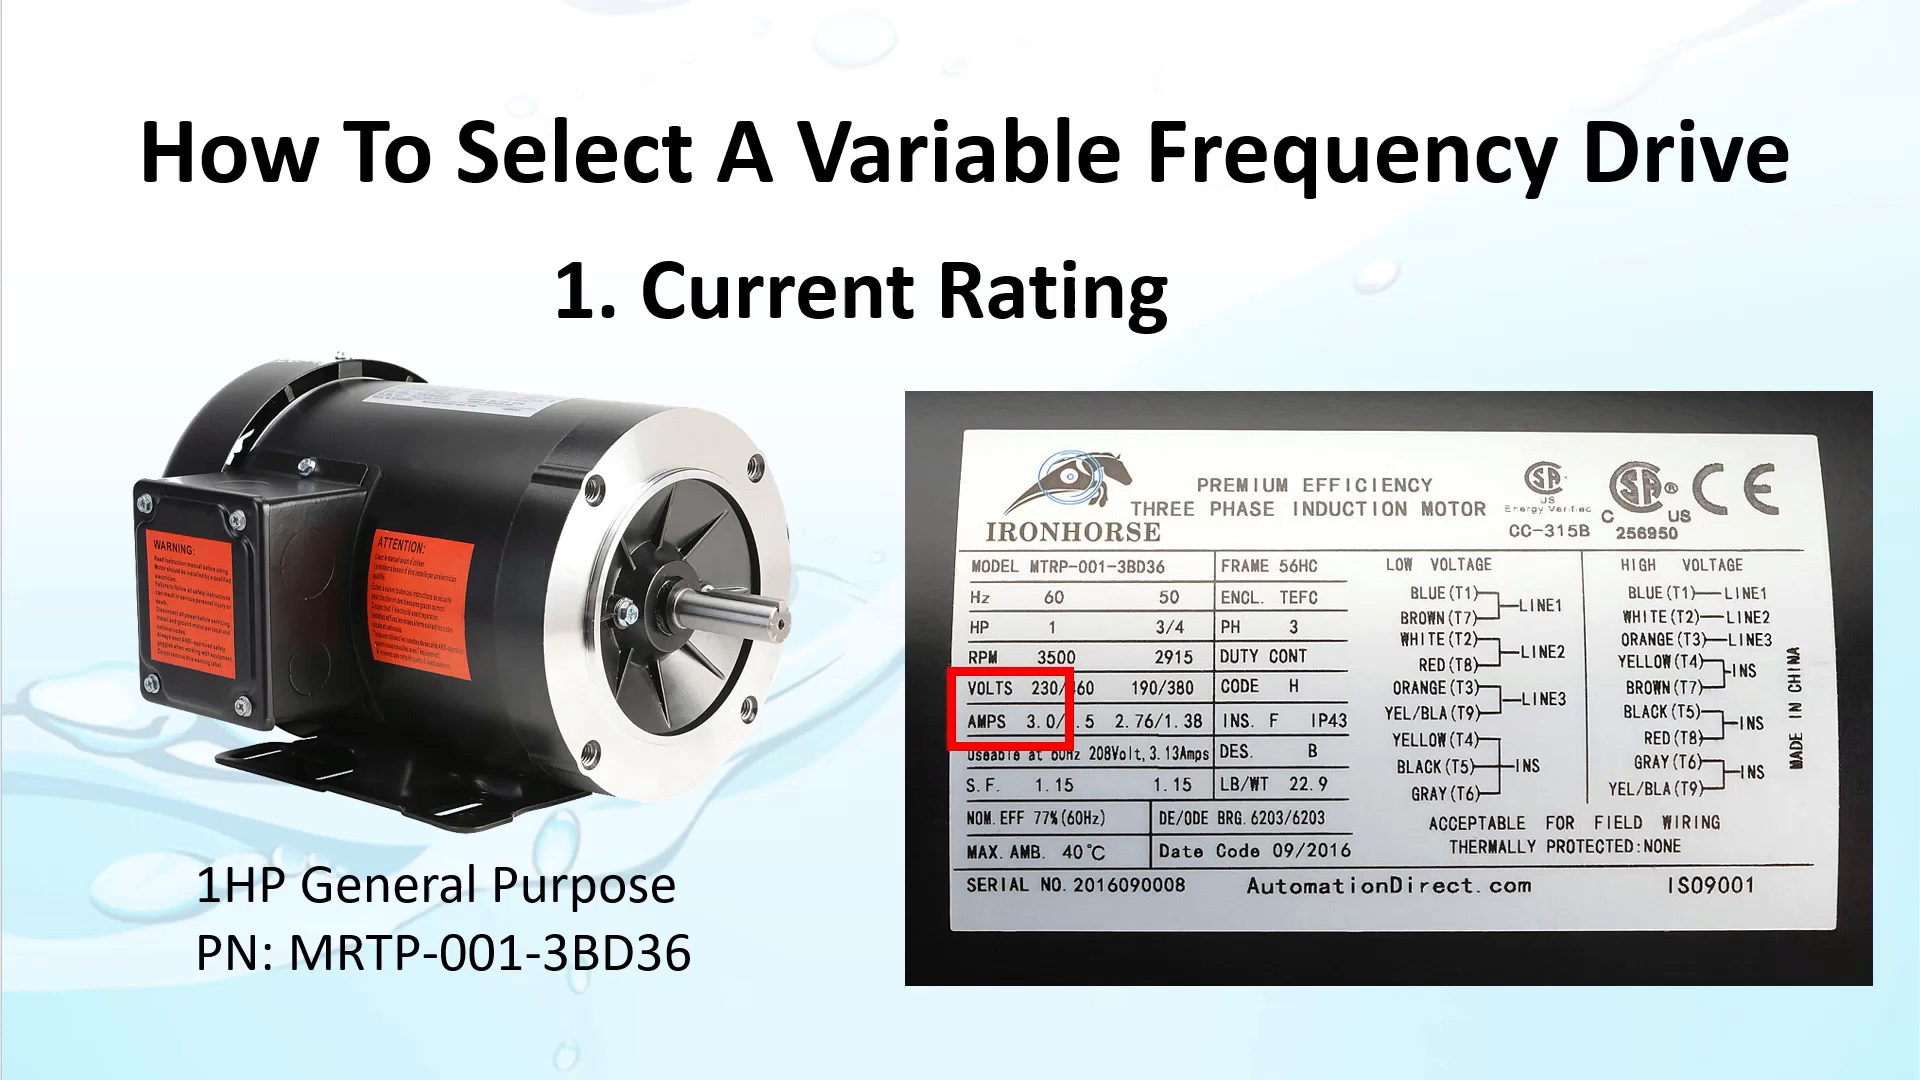 How To Select A Variable Frequency Drive
1. Current Rating
WARNING:
ATTENTION:
1HP General Purpose
PN: MRTP-001-3BD36
IRONHORSE
PREMIUM EFFICIENCY
THREE PHASE INDUCTION MOTOR
US
Energy Verified
CC-315B
C US
256950
CE
MODEL MTRP-001-3BD36 FRAME 56HC
Hz 60 50 ENCL. TEFC
HP 1 3/4 PH 3
RPM 3500 2915 DUTY CONT
VOLTS 230/ 60 190/380 CODE H
AMPS 3.0/ .5 2.76/1.38 INS. F IP43
Useable at 60Hz 208Volt, 3.13Amps DES. B
S.F. 1.15 1.15 LB/WT 22.9
NOM. EFF 77%(60Hz) DE/ODE BRG. 6203/6203
MAX. AMB. 40℃ Date Code 09/2016
SERIAL NO. 2016090008 AutomationDirect.com ISO9001
LOW VOLTAGE
BLUE(T1)
BROWN(T7)
LINE1
WHITE(T2)
RED(T8)
LINE2
ORANGE(T3)
YEL/BLA(T9)
LINE3
YELLOW(T4)
BLACK(T5)
GRAY(T6)
INS
HIGH VOLTAGE
BLUE(T1) LINE1
WHITE(T2) LINE2
ORANGE(T3) LINE3
YELLOW(T4)
BROWN(T7)
INS
BLACK(T5)
RED(T8)
INS
GRAY(T6)
YEL/BLA(T9)
INS
ACCEPTABLE FOR FIELD WIRING
THERMALLY PROTECTED:NONE
MADE IN CHINA